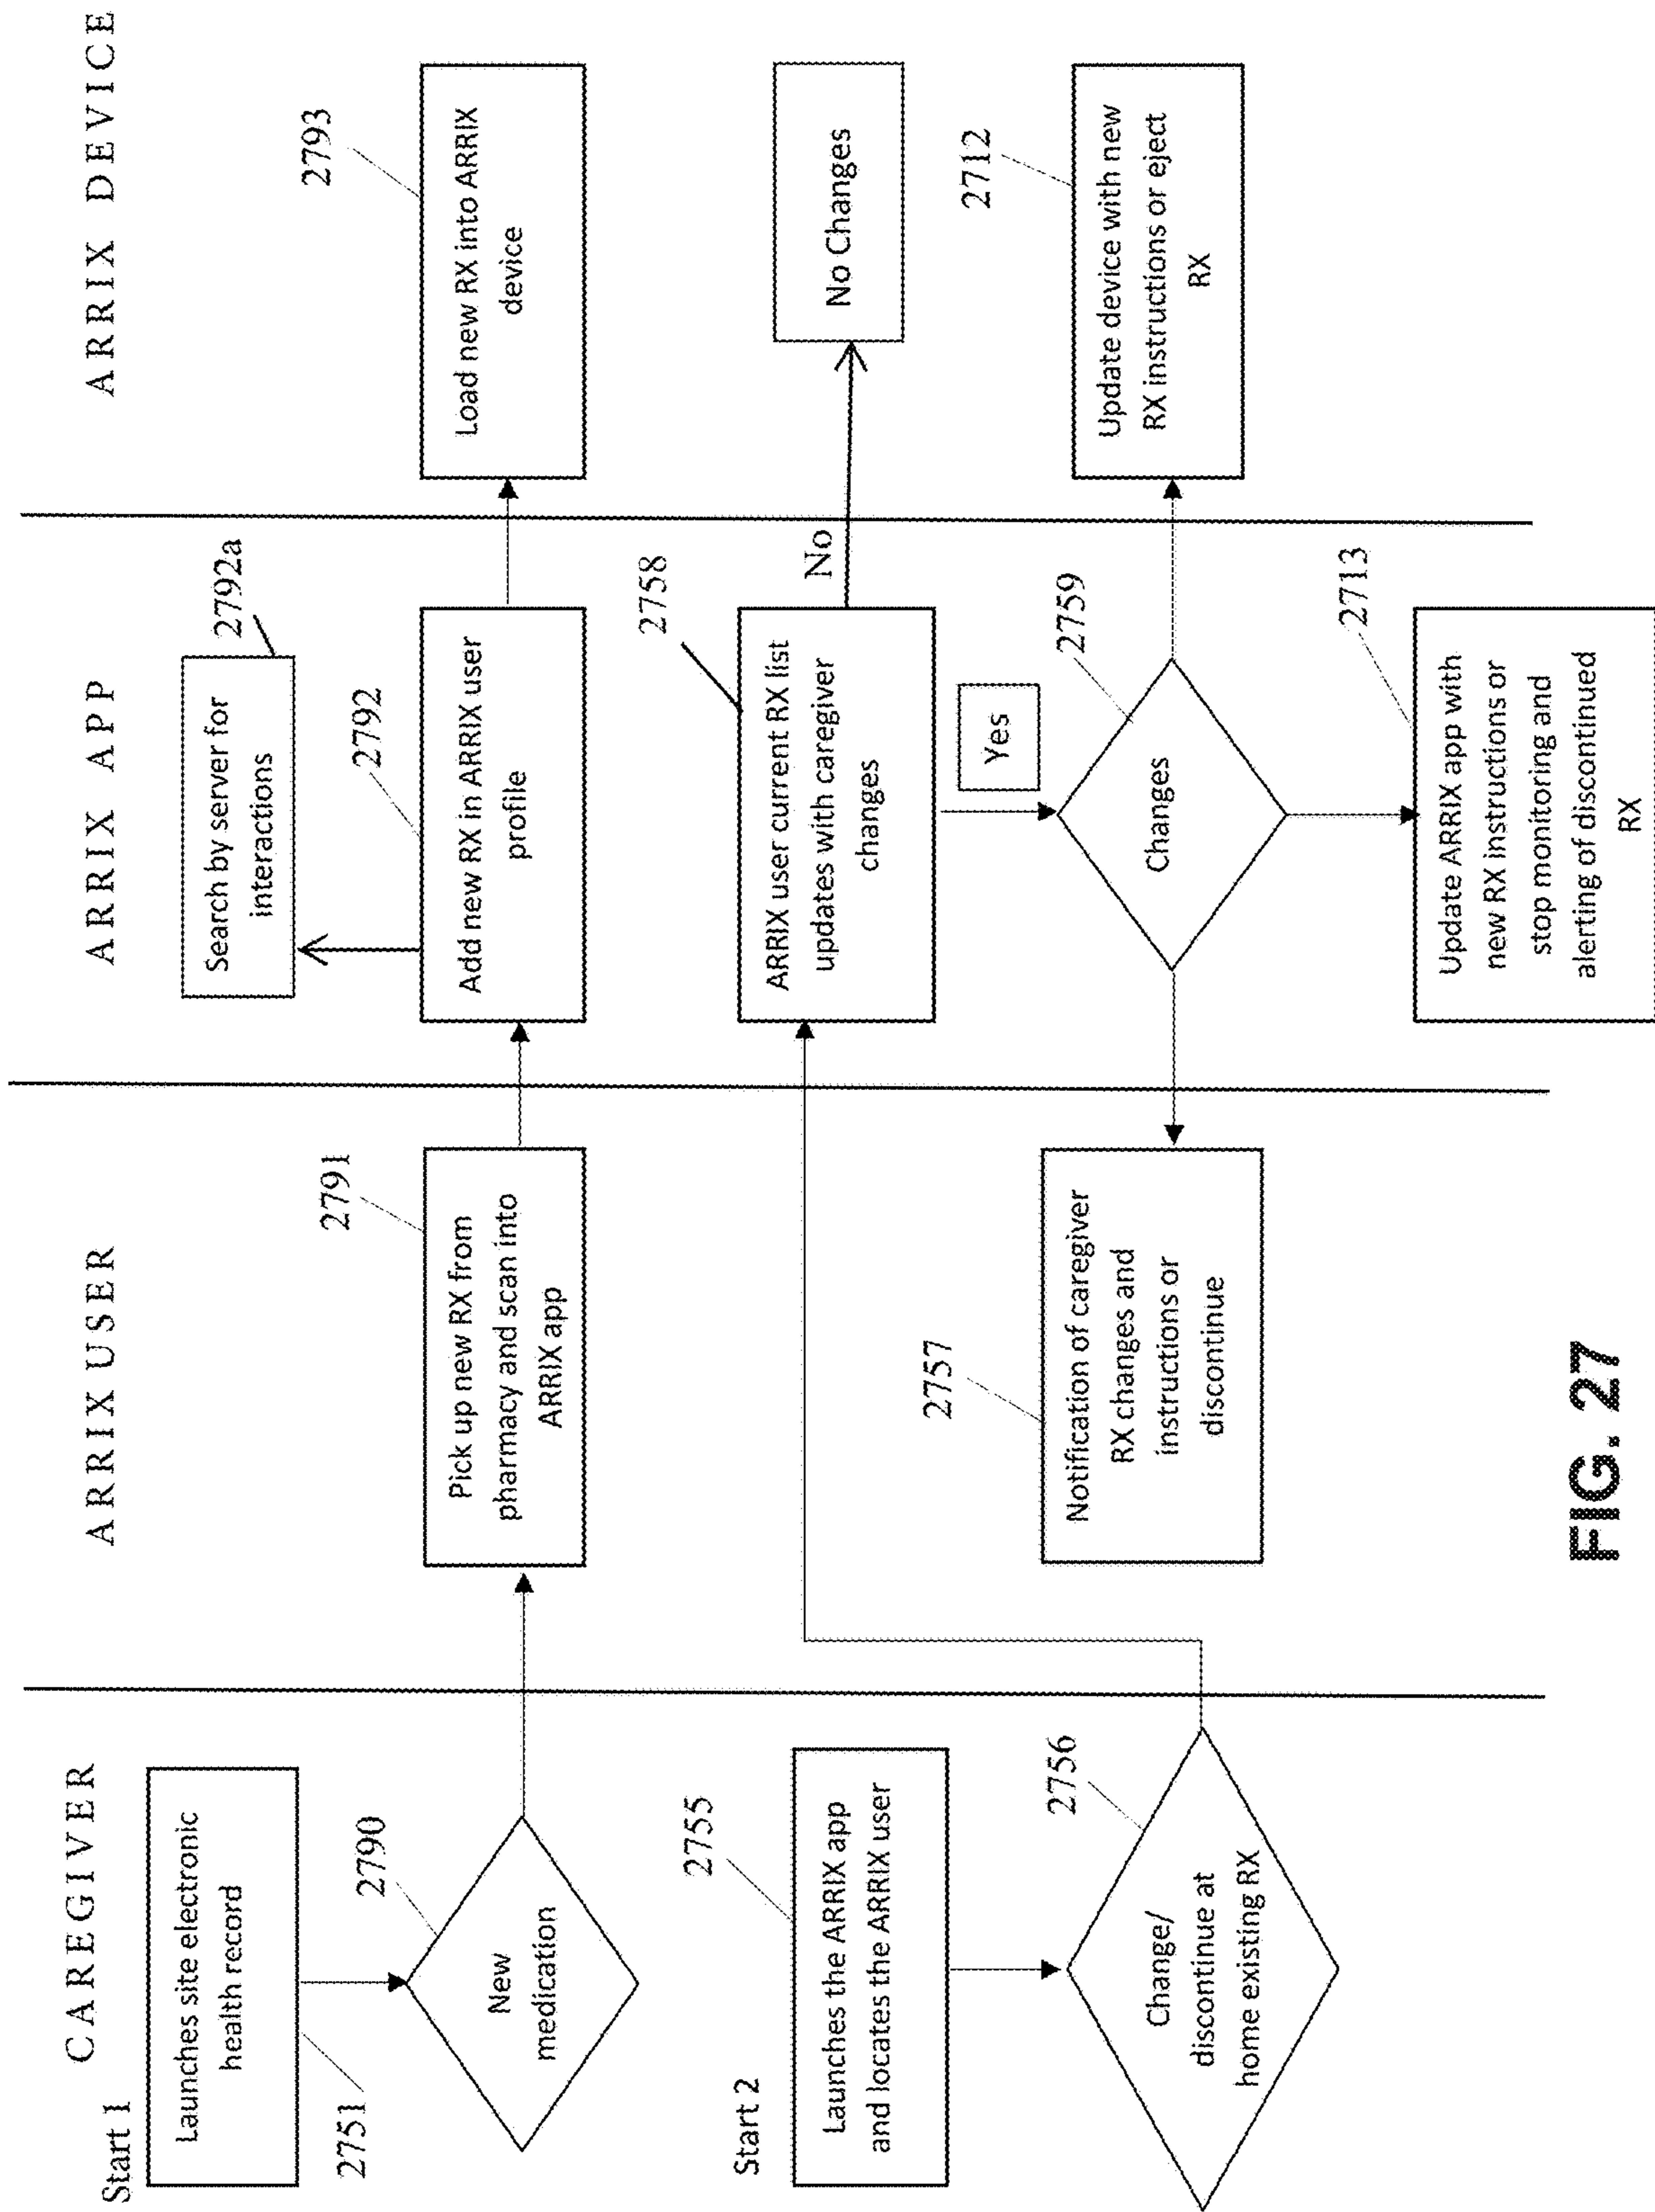 CAREGIVER
ARRIX USER
ARRIX APP
ARRIX DEVICE
Start 1
Launches site electronic
health record
2751
2790
New
medication
2791
Pick up new RX from
pharmacy and scan into
ARRIX app
Search by server for
interactions
2792a
2792
Add new RX in ARRIX user
profile
2793
Load new RX into ARRIX
device
Start 2
2755
Launches the ARRIX app
and locates the ARRIX user
2756
Change/
discontinue at
home existing RX
2758
ARRIX user current RX list
updates with caregiver
changes
No
No Changes
Yes
2759
Changes
2757
Notification of caregiver
RX changes and
instructions or
discontinue
2712
Update device with new
RX instructions or eject
RX
2713
Update ARRIX app with
new RX instructions or
stop monitoring and
alerting of discontinued
RX
FIG. 27